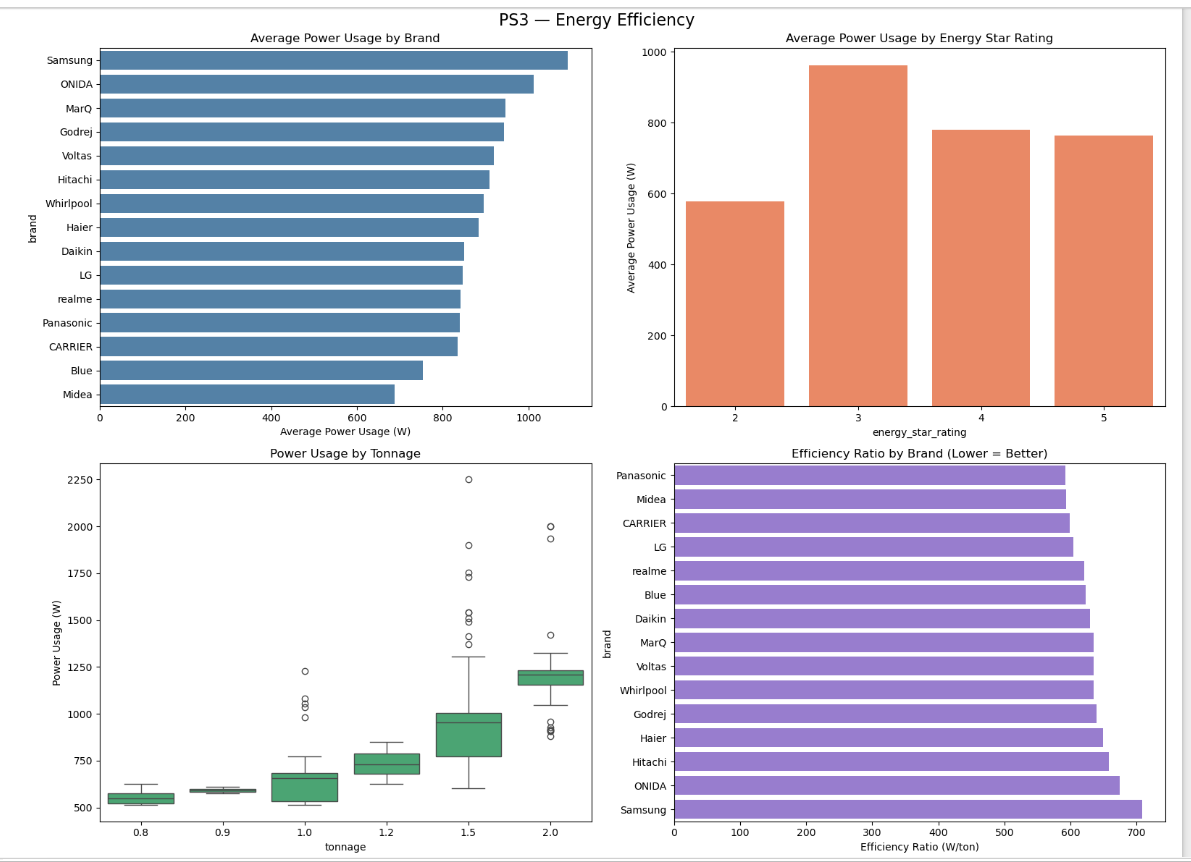 PS3 — Energy Efficiency
Average Power Usage by Brand
Samsung
ONIDA
MarQ
Godrej
Voltas
Hitachi
Whirlpool
Haier
Daikin
LG
realme
Panasonic
CARRIER
Blue
Midea
brand
0 200 400 600 800 1000
Average Power Usage (W)
Average Power Usage by Energy Star Rating
1000
800
600
400
200
0
Average Power Usage (W)
2 3 4 5
energy_star_rating
Power Usage by Tonnage
2250
2000
1750
1500
1250
1000
750
500
Power Usage (W)
0.8 0.9 1.0 1.2 1.5 2.0
tonnage
Efficiency Ratio by Brand (Lower = Better)
Panasonic
Midea
CARRIER
LG
realme
Blue
Daikin
MarQ
Voltas
Whirlpool
Godrej
Haier
Hitachi
ONIDA
Samsung
brand
0 100 200 300 400 500 600 700
Efficiency Ratio (W/ton)